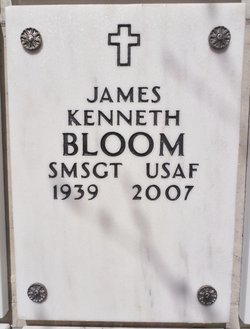 JAMES
KENNETH
BLOOM
SMSGT USAF
1939 2007